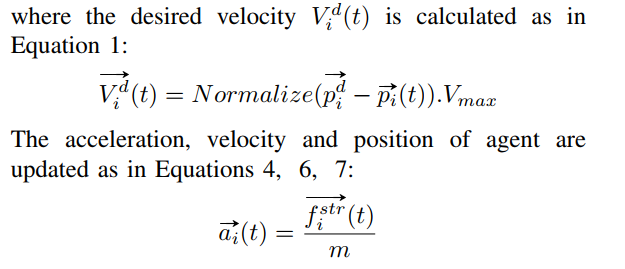 where the desired velocity $V_i^d(t)$ is calculated as in
Equation 1:
$\overrightarrow{V_i^d}(t) = Normalize(\overrightarrow{p_i^d} - \vec{p_i}(t)).V_{max}$
The acceleration, velocity and position of agent are
updated as in Equations 4, 6, 7:
$\vec{a_i}(t) = \frac{\overrightarrow{f_i^{str}}(t)}{m}$